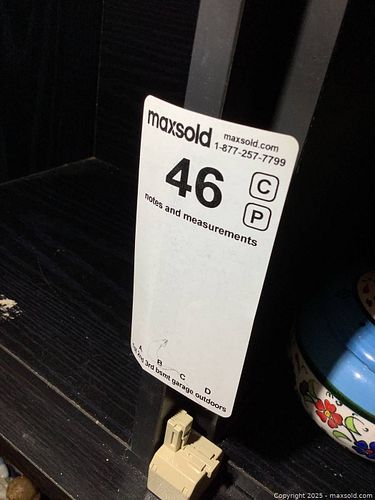 maxsold maxsold.com
1-877-257-7799
46
C
P
notes and measurements
A B C D
2nd 3rd bsmt garage outdoors
Copyright © 2025 - maxsold.com